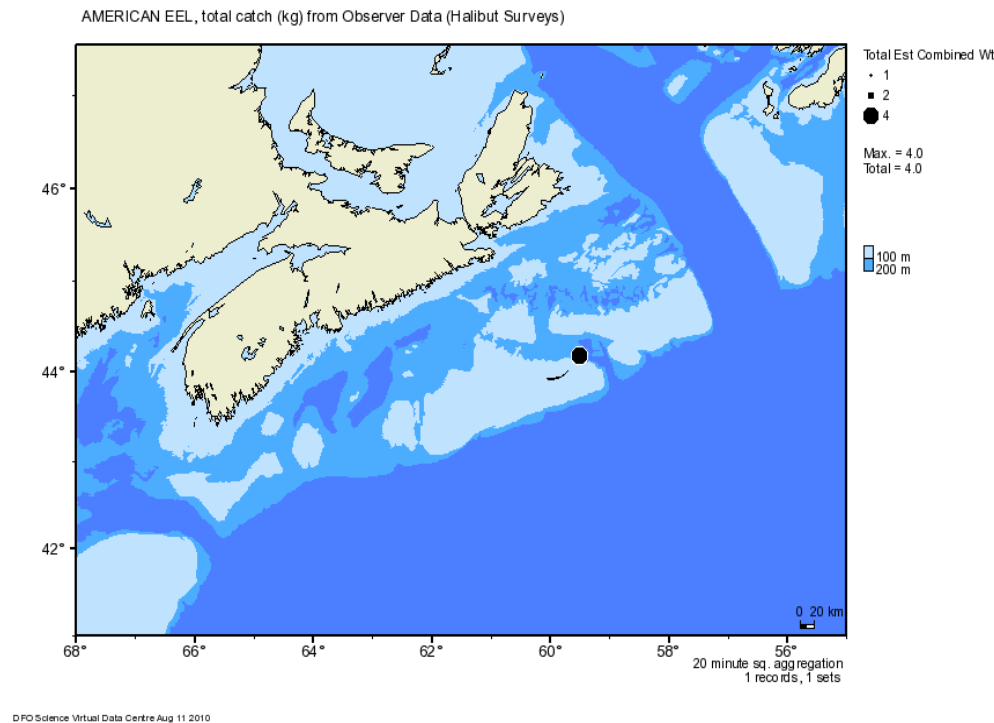 AMERICAN EEL, total catch (kg) from Observer Data (Halibut Surveys)
Total Est Combined Wt
1
2
4
Max. = 4.0
Total = 4.0
100 m
200 m
46°
44°
42°
0 20 km
68° 66° 64° 62° 60° 58° 56°
20 minute sq. aggregation
1 records, 1 sets
DFO Science Virtual Data Centre Aug 11 2010